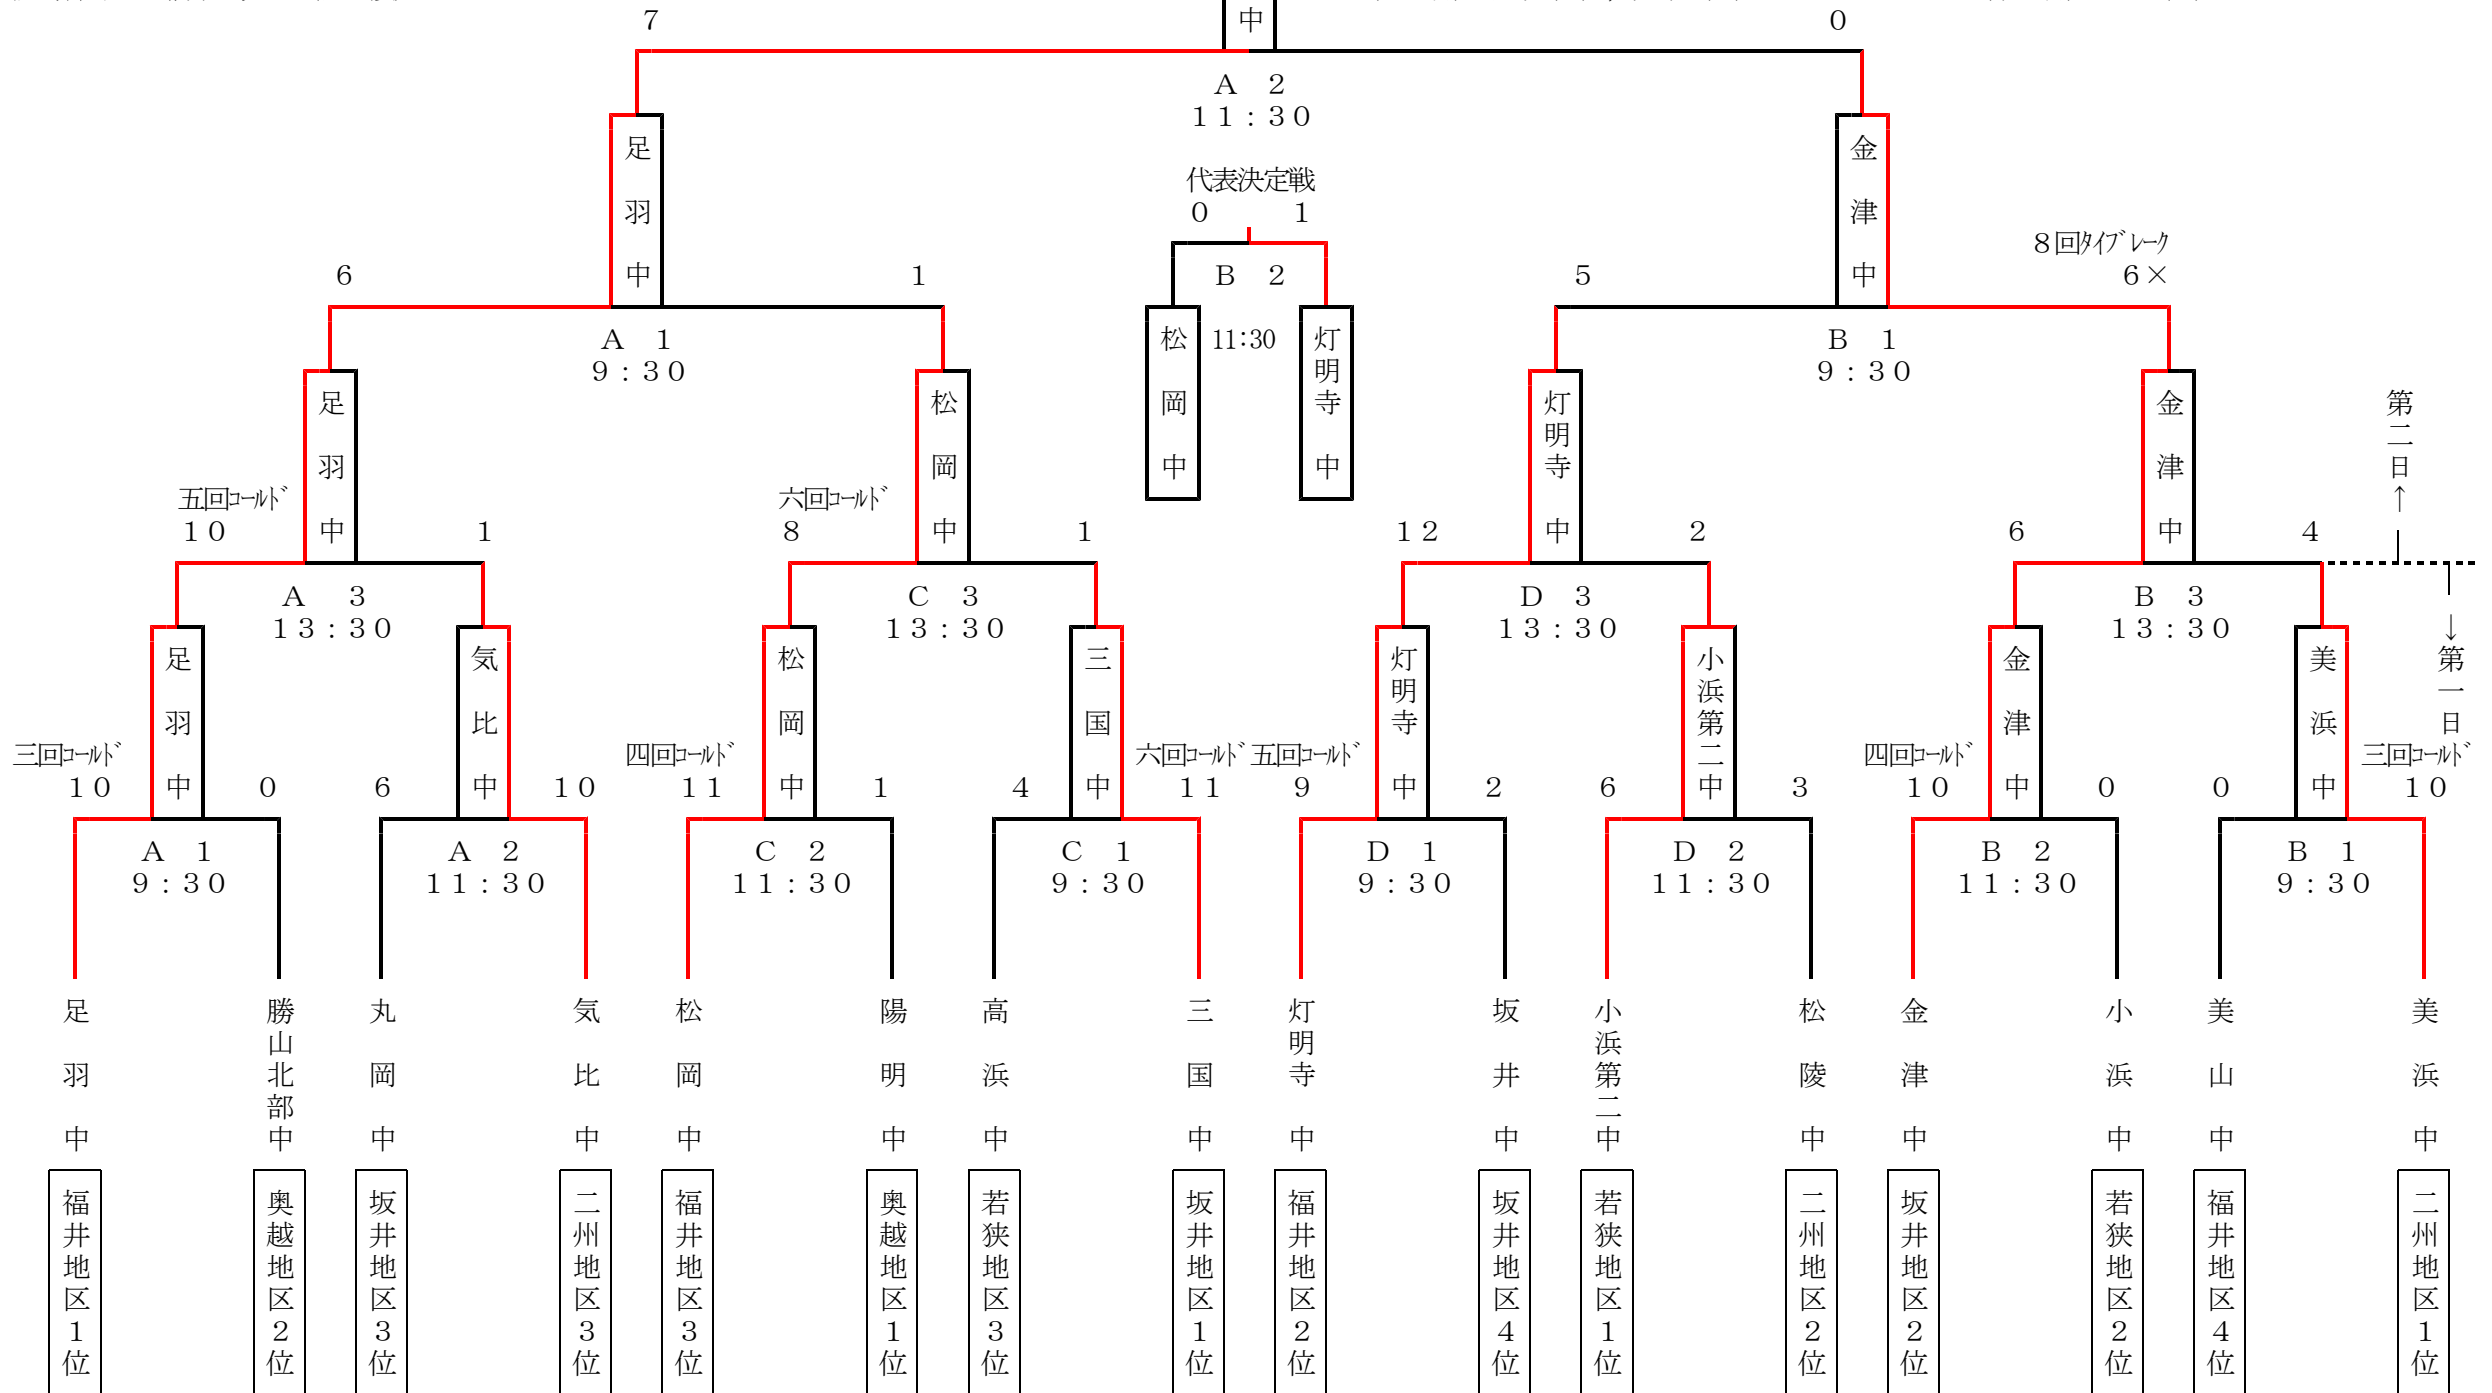 中
7
0
A 2
11:30
代表決定戦
0 1
B 2
11:30
松岡中
灯明寺中
足羽中
金津中
6
1
A 1
9:30
8回タイブレーク
5
6×
B 1
9:30
足羽中
松岡中
灯明寺中
金津中
第二日↑
↓第一日
五回コールド
10
1
A 3
13:30
六回コールド
8
1
C 3
13:30
12
2
D 3
13:30
6
4
B 3
13:30
足羽中
気比中
松岡中
三国中
灯明寺中
小浜第二中
金津中
美浜中
三回コールド
10
0
A 1
9:30
6
10
A 2
11:30
四回コールド
11
1
C 2
11:30
六回コールド
4
11
C 1
9:30
五回コールド
9
2
D 1
9:30
6
3
D 2
11:30
四回コールド
10
0
B 2
11:30
三回コールド
0
10
B 1
9:30
足羽中
勝山北部中
丸岡中
気比中
松岡中
陽明中
高浜中
三国中
灯明寺中
坂井中
小浜第二中
松陵中
金津中
小浜中
美山中
美浜中
福井地区1位
奥越地区2位
坂井地区3位
二州地区3位
福井地区3位
奥越地区1位
若狭地区3位
坂井地区1位
福井地区2位
坂井地区4位
若狭地区1位
二州地区2位
坂井地区2位
若狭地区2位
福井地区4位
二州地区1位